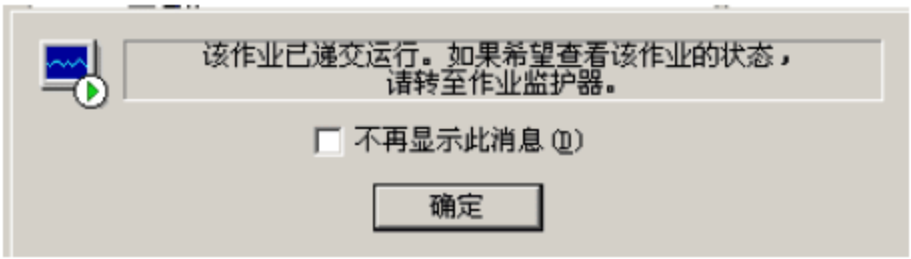 该作业已递交运行。如果希望查看该作业的状态，
请转至作业监护器。
不再显示此消息(D)
确定